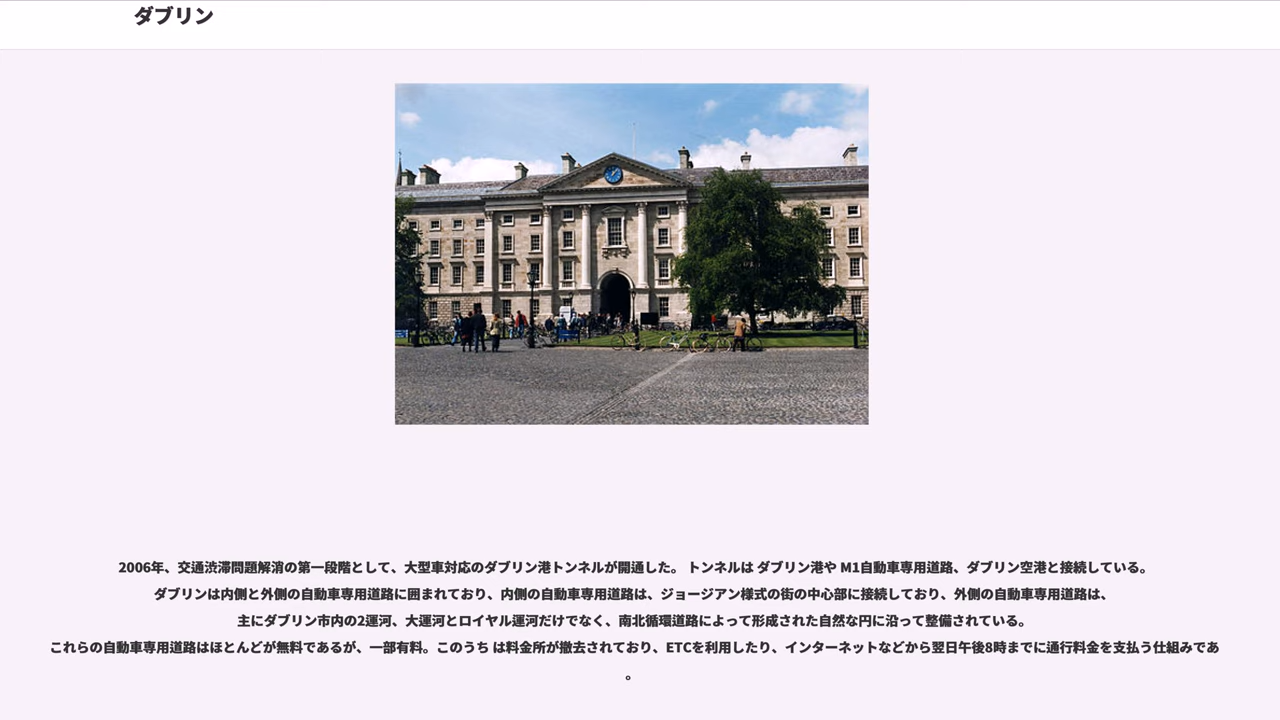 ダブリン
2006年、交通渋滞問題解消の第一段階として、大型車対応のダブリン港トンネルが開通した。 トンネルは ダブリン港や M1自動車専用道路、ダブリン空港と接続している。
ダブリンは内側と外側の自動車専用道路に囲まれており、内側の自動車専用道路は、ジョージアン様式の街の中心部に接続しており、外側の自動車専用道路は、
主にダブリン市内の2運河、大運河とロイヤル運河だけでなく、南北循環道路によって形成された自然な円に沿って整備されている。
これらの自動車専用道路はほとんどが無料であるが、一部有料。このうち は料金所が撤去されており、ETCを利用したり、インターネットなどから翌日午後8時までに通行料金を支払う仕組みであ
。